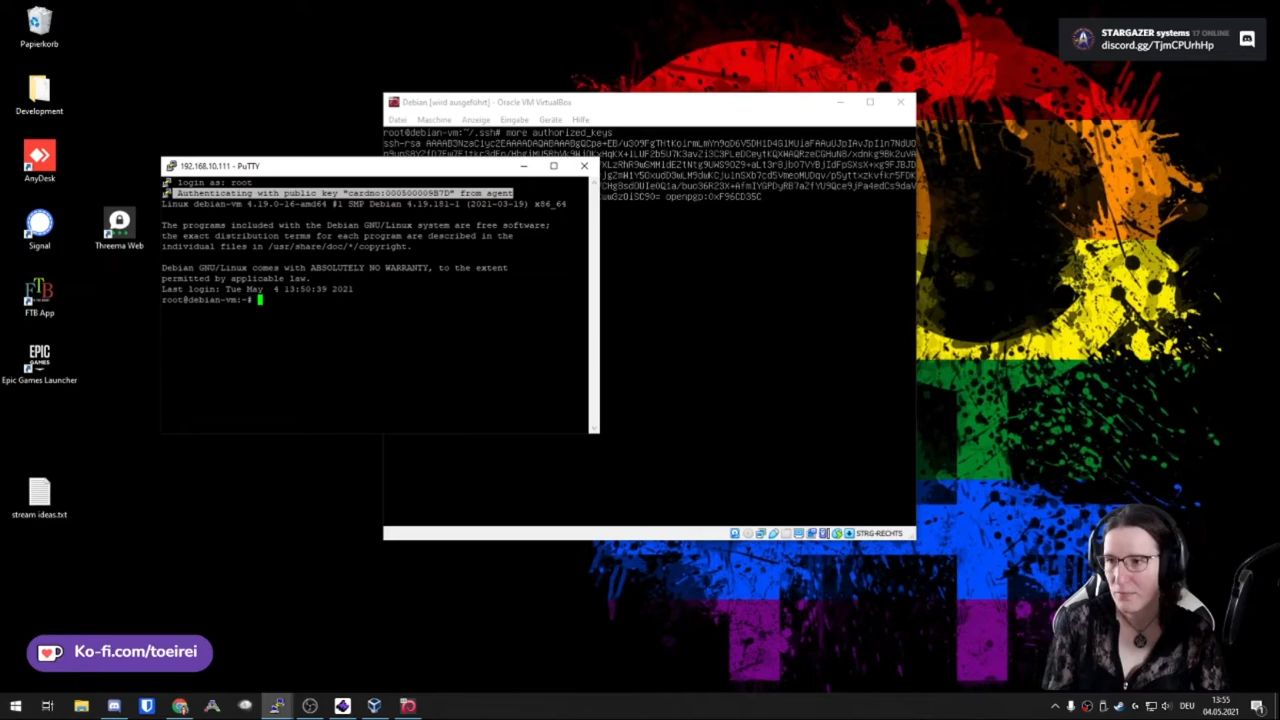 Papierkorb
Development
AnyDesk
Signal
Threema Web
FTB App
EPIC
GAMES
Epic Games Launcher
stream ideas.txt
STARGAZER systems 17 ONLINE
discord.gg/TjmCPUrhHp
Debian [wird ausgeführt] - Oracle VM VirtualBox
Datei Maschine Anzeige Eingabe Geräte Hilfe
root@debian-vm:~/.ssh# more authorized_keys
ssh-rsa
openpgp:0xF96CD35C
STRG-RECHTS
192.168.10.111 - PuTTY
login as: root
Authenticating with public key "cardno:000500009B7D" from agent
Linux debian-vm 4.19.0-16-amd64 #1 SMP Debian 4.19.181-1 (2021-03-19) x86_64
The programs included with the Debian GNU/Linux system are free software;
the exact distribution terms for each program are described in the
individual files in /usr/share/doc/*/copyright.
Debian GNU/Linux comes with ABSOLUTELY NO WARRANTY, to the extent
permitted by applicable law.
Last login: Tue May  4 13:50:39 2021
root@debian-vm:~#
Ko-fi.com/toeirei
DEU
13:55
04.05.2021